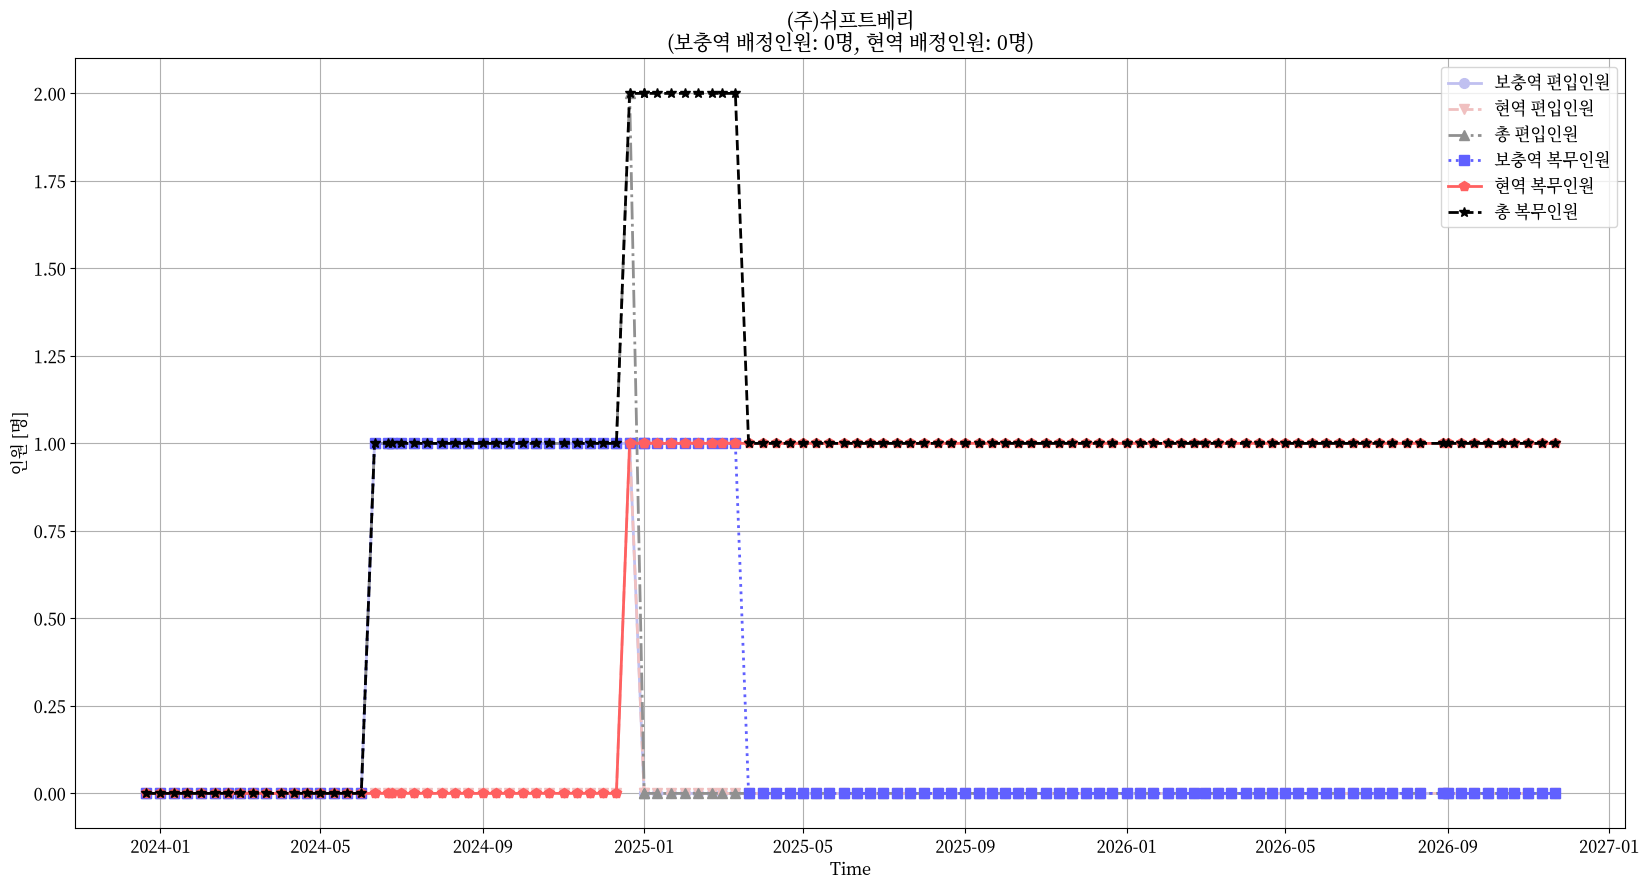 (주)쉬프트베리
(보충역 배정인원: 0명, 현역 배정인원: 0명)
보충역 편입인원
현역 편입인원
총 편입인원
보충역 복무인원
현역 복무인원
총 복무인원
인원 [명]
2.00
1.75
1.50
1.25
1.00
0.75
0.50
0.25
0.00
2024-01
2024-05
2024-09
2025-01
2025-05
2025-09
2026-01
2026-05
2026-09
2027-01
Time